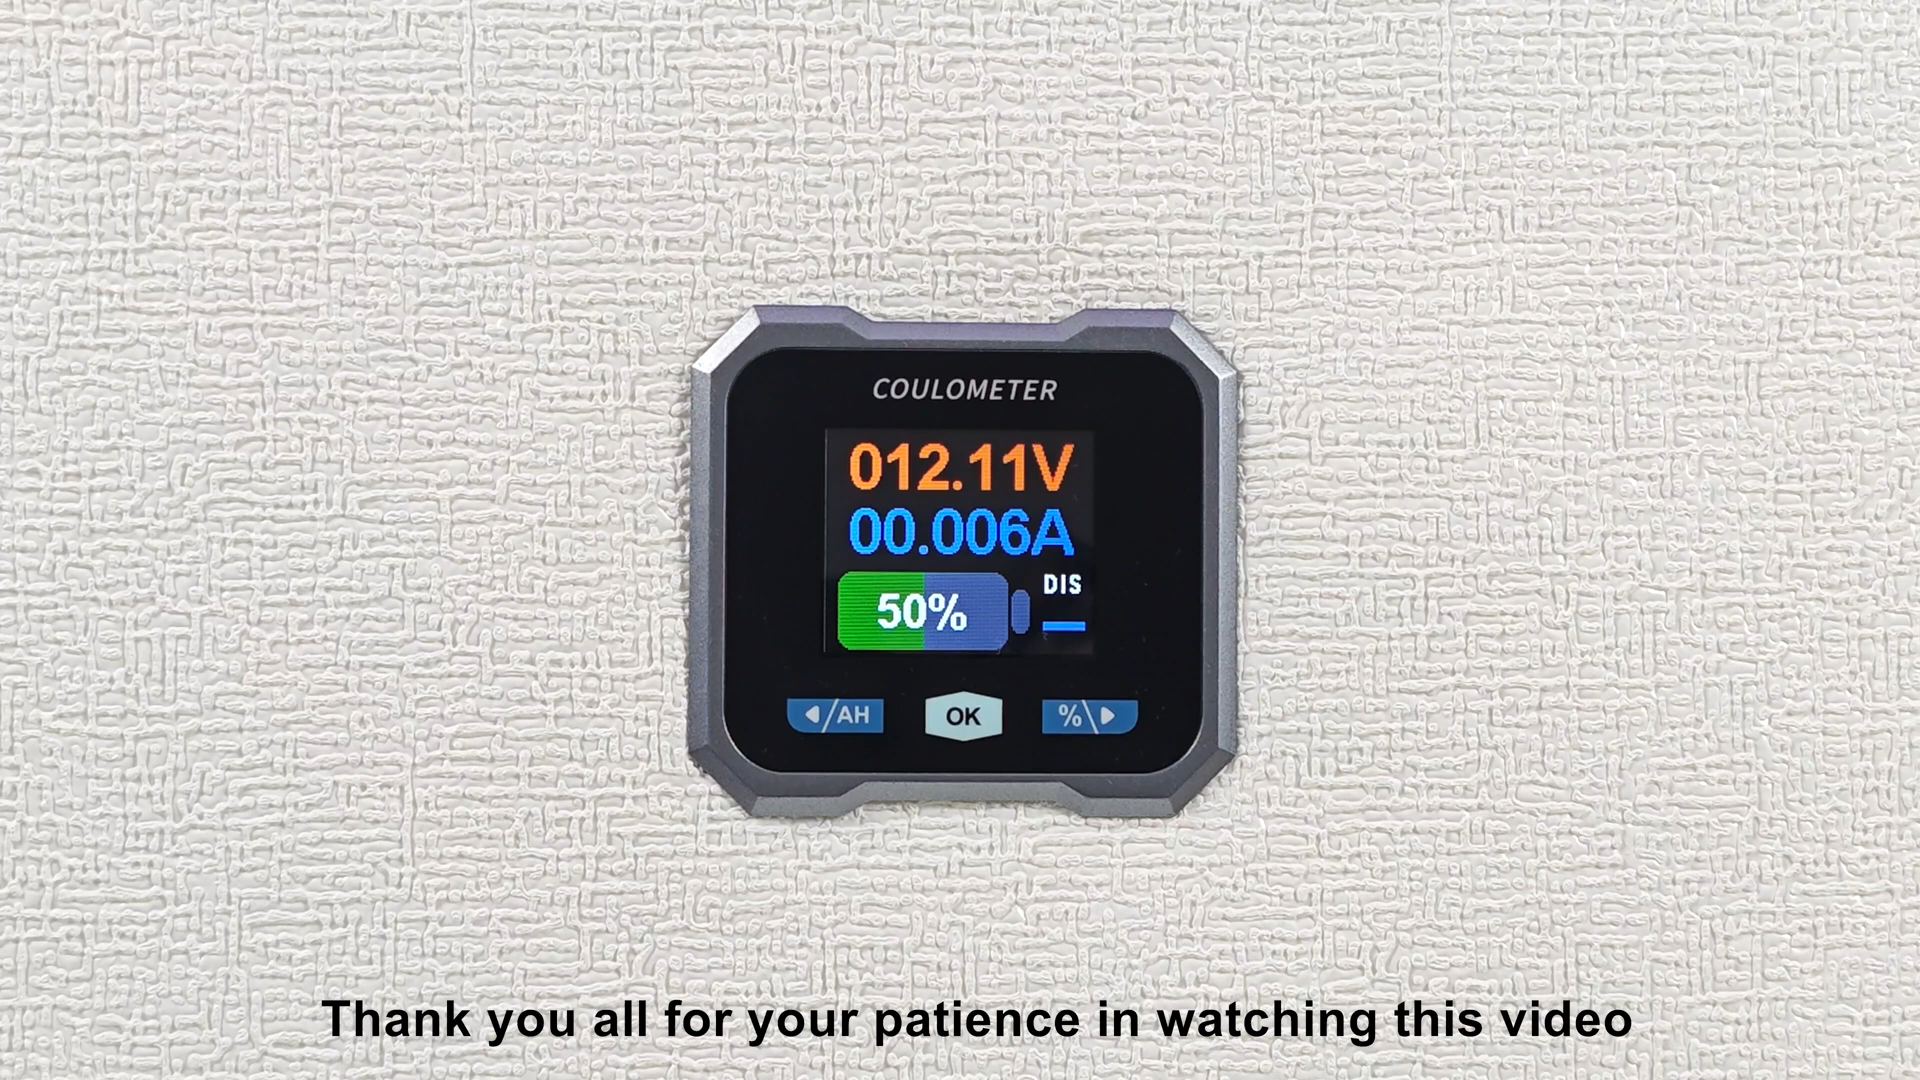 COULOMETER
012.11V
00.006A
50%
DIS
/AH
OK
%\
Thank you all for your patience in watching this video